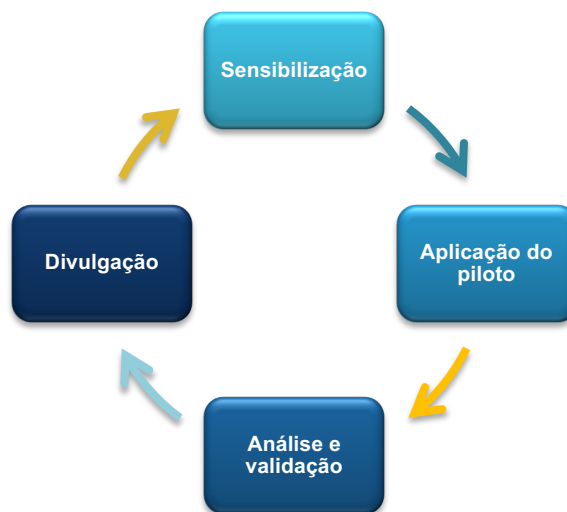 Sensibilização
Aplicação do
piloto
Análise e
validação
Divulgação